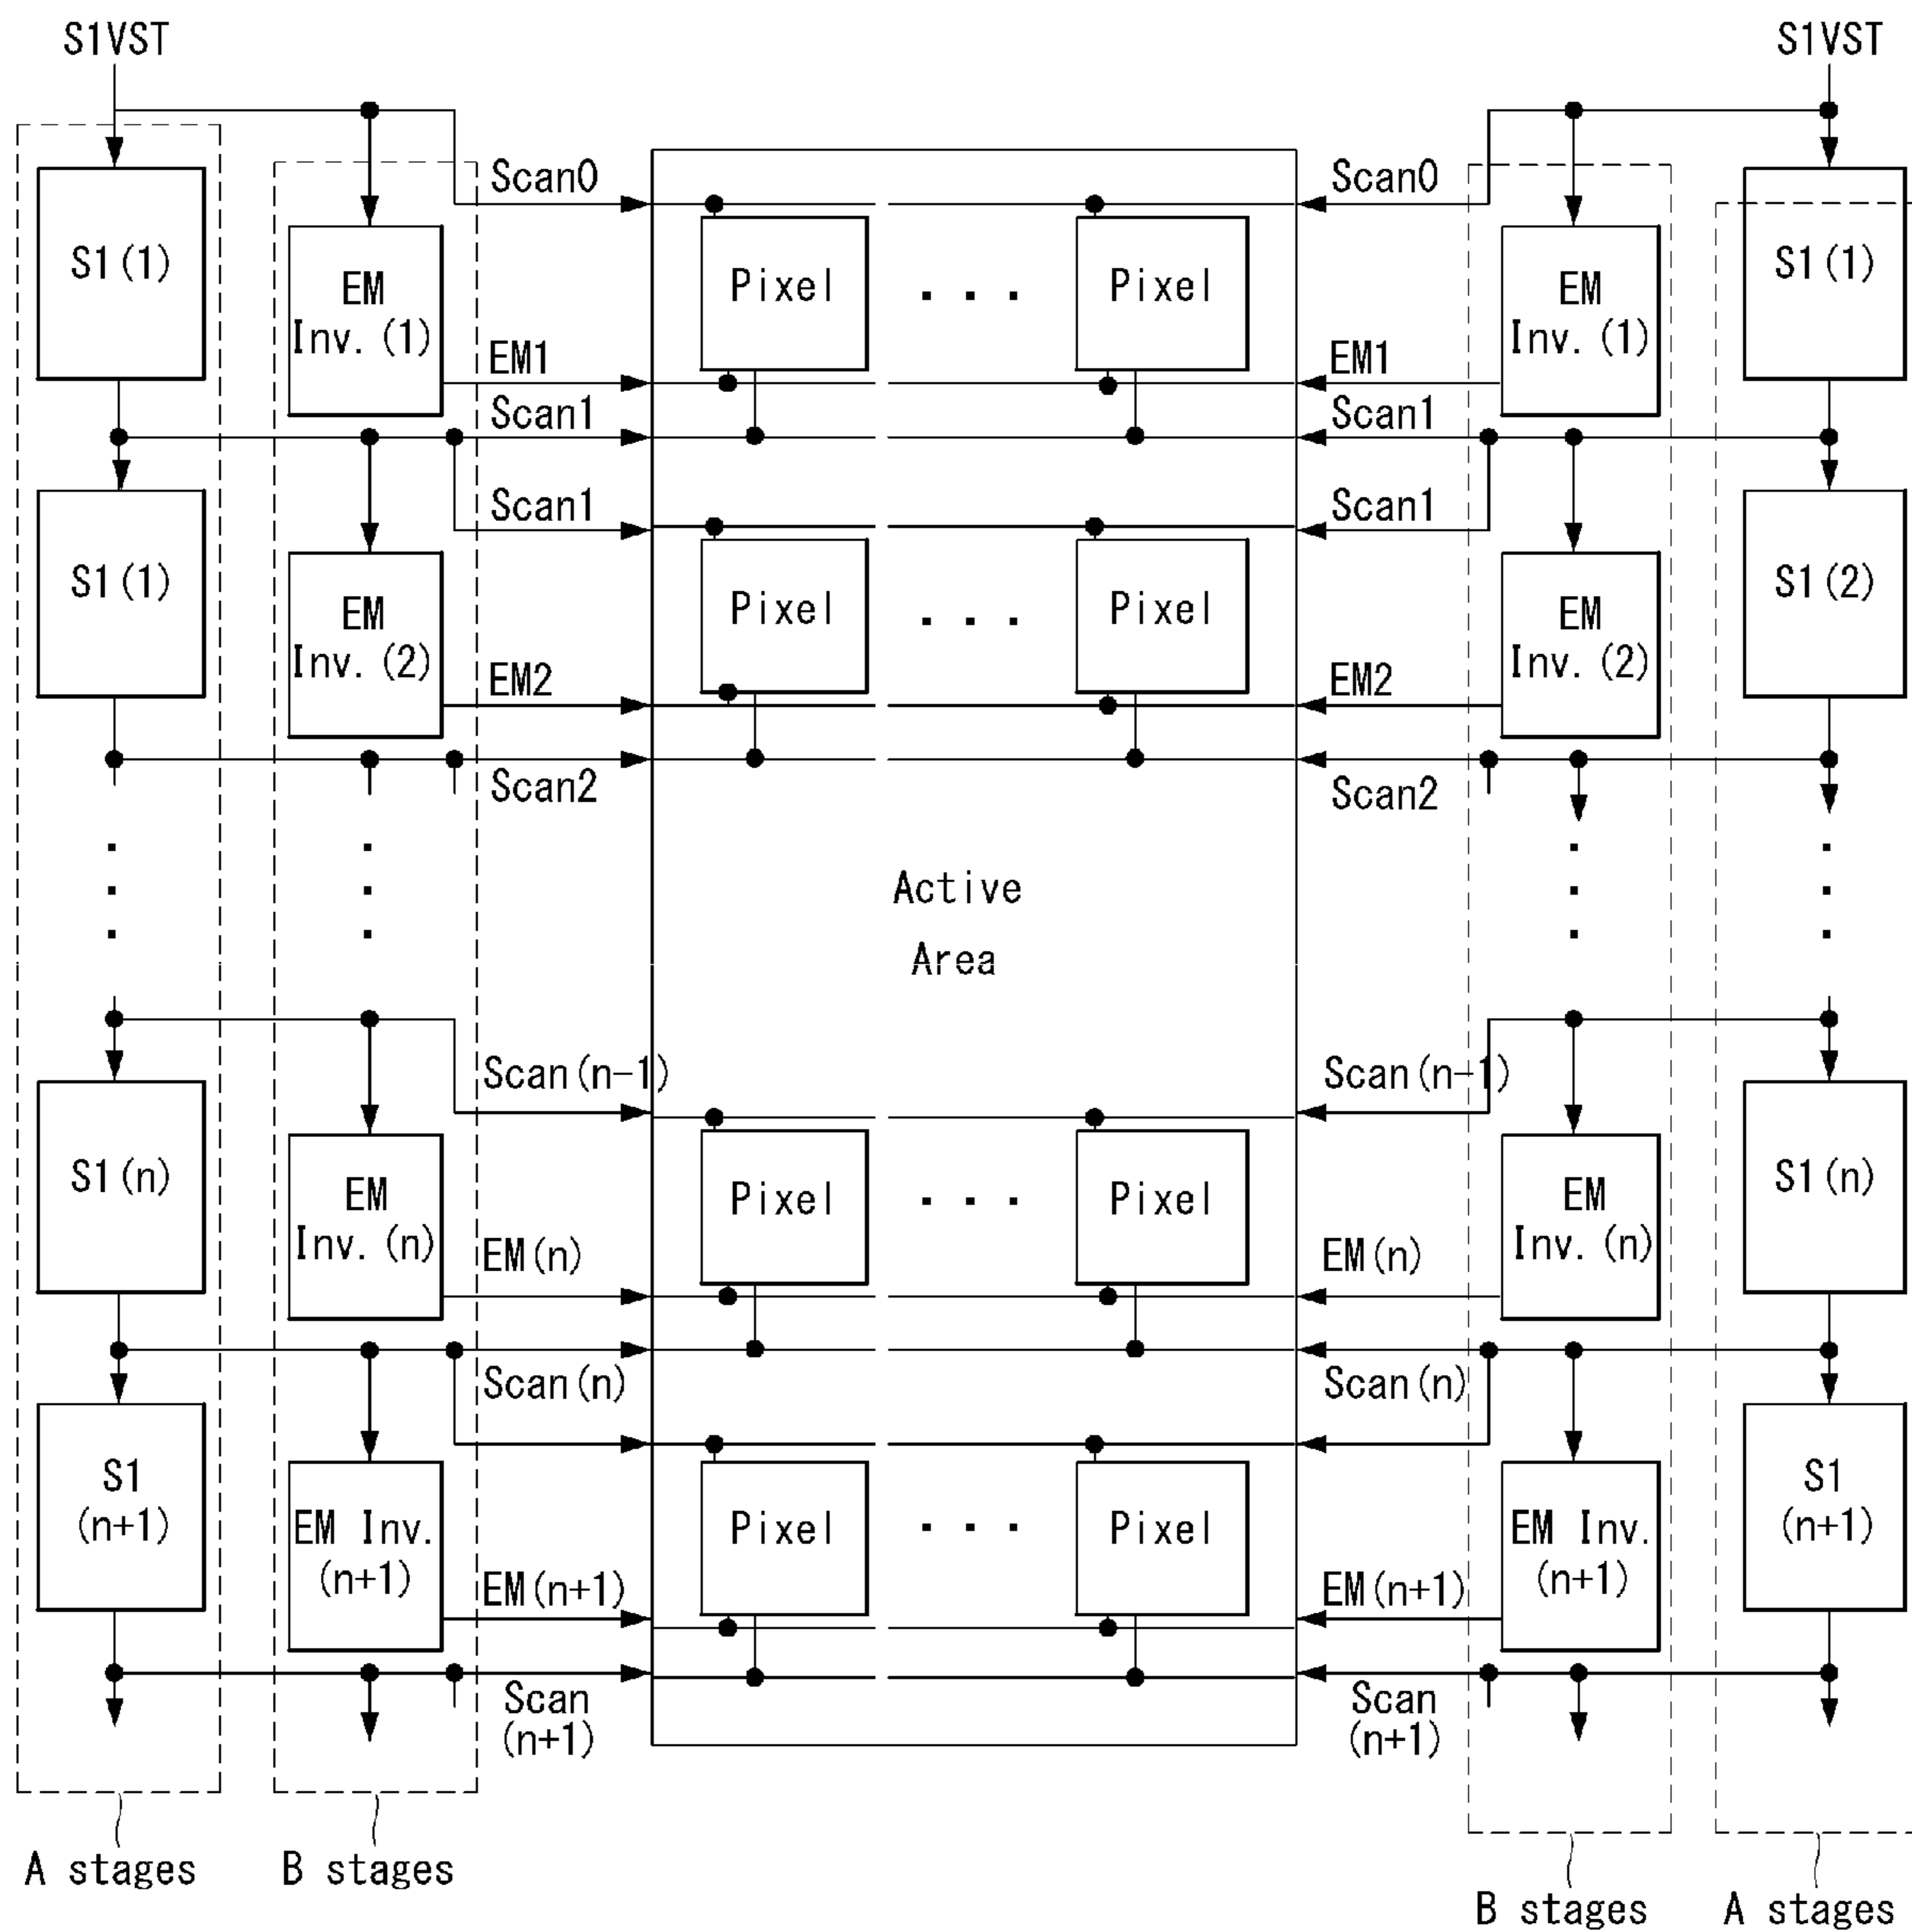 S1VST
S1VST
Scan0
Scan0
S1(1)
EM
Inv.(1)
Pixel
. . .
Pixel
EM
Inv.(1)
S1(1)
EM1
EM1
Scan1
Scan1
Scan1
Scan1
S1(1)
EM
Inv.(2)
Pixel
. . .
Pixel
EM
Inv.(2)
S1(2)
EM2
EM2
Scan2
Scan2
Active
Area
Scan(n-1)
Scan(n-1)
S1(n)
EM
Inv.(n)
Pixel
. . .
Pixel
EM
Inv.(n)
S1(n)
EM(n)
EM(n)
Scan(n)
Scan(n)
S1
(n+1)
EM Inv.
(n+1)
Pixel
. . .
Pixel
EM Inv.
(n+1)
S1
(n+1)
EM(n+1)
EM(n+1)
Scan
(n+1)
Scan
(n+1)
A stages
B stages
B stages
A stages